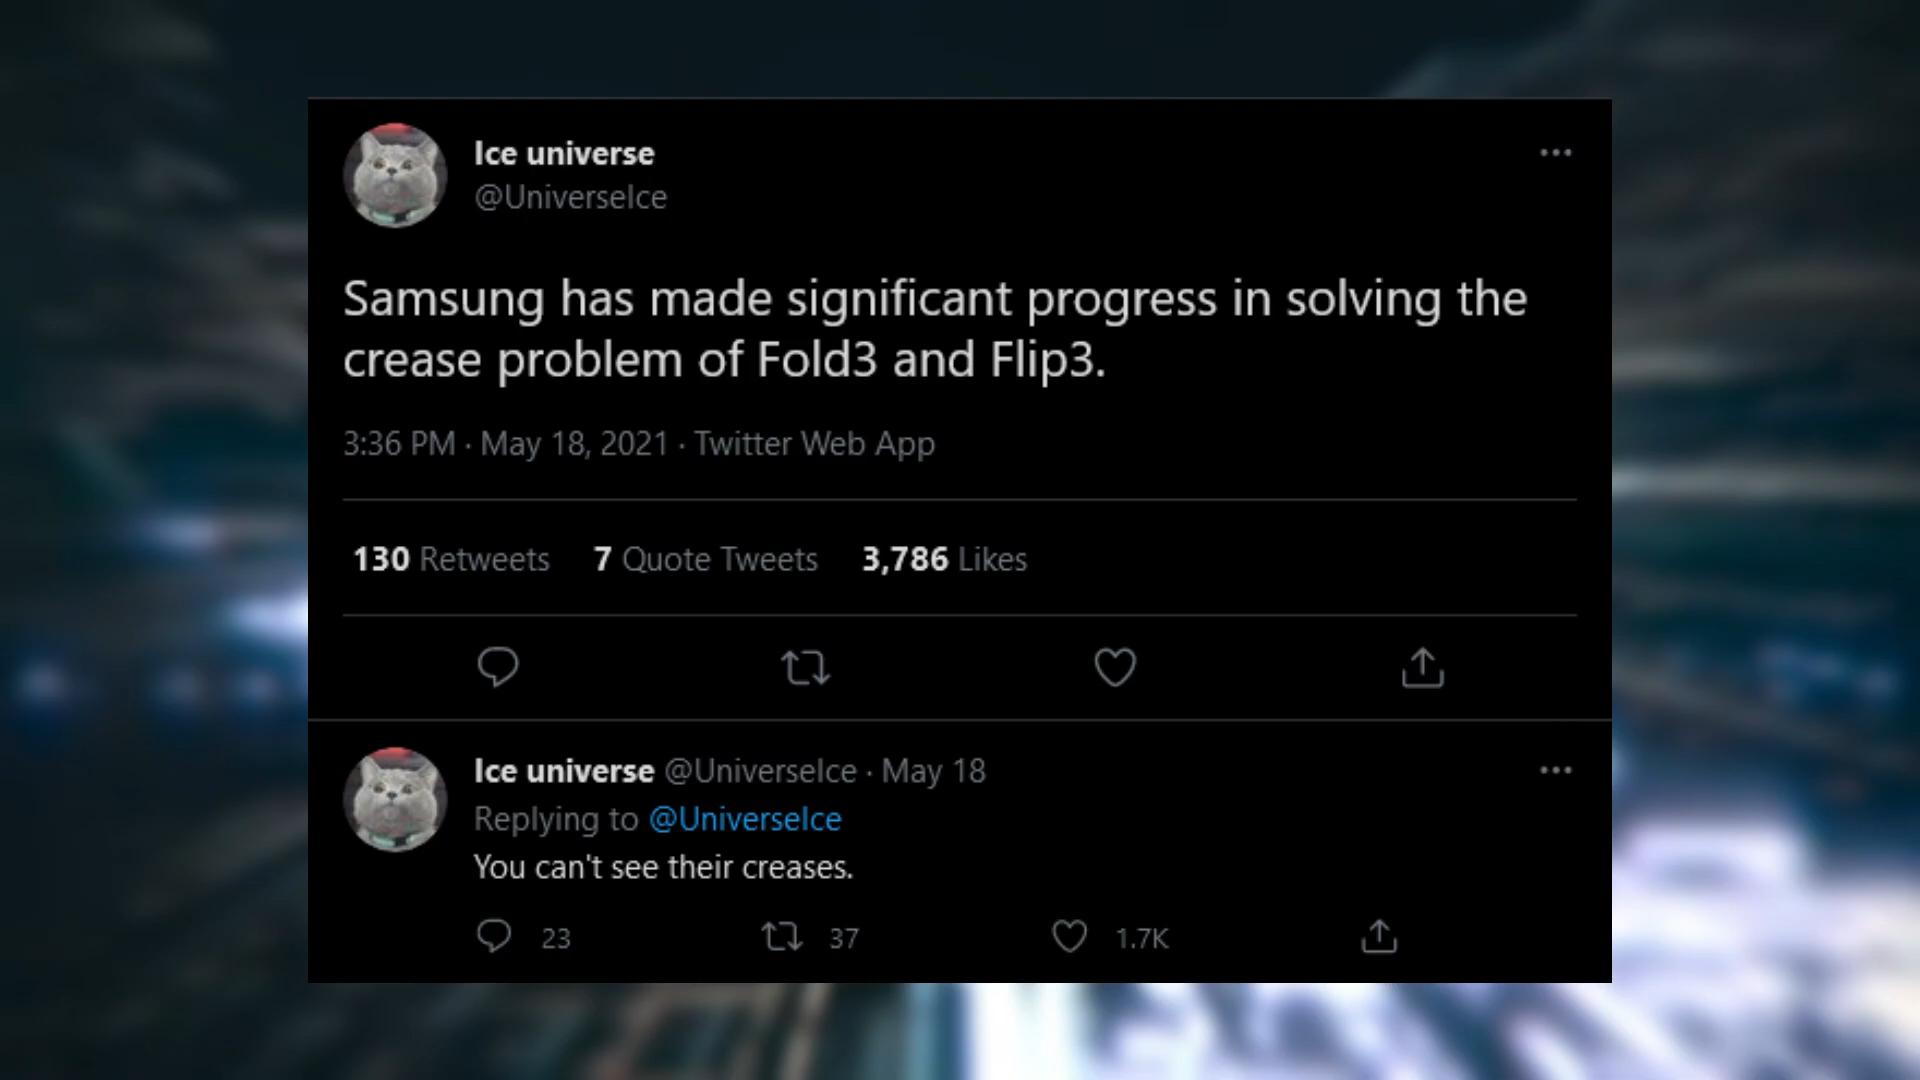 Ice universe
@UniverseIce
Samsung has made significant progress in solving the
crease problem of Fold3 and Flip3.
3:36 PM · May 18, 2021 · Twitter Web App
130 Retweets 7 Quote Tweets 3,786 Likes
Ice universe @UniverseIce · May 18
Replying to @UniverseIce
You can't see their creases.
23 37 1.7K